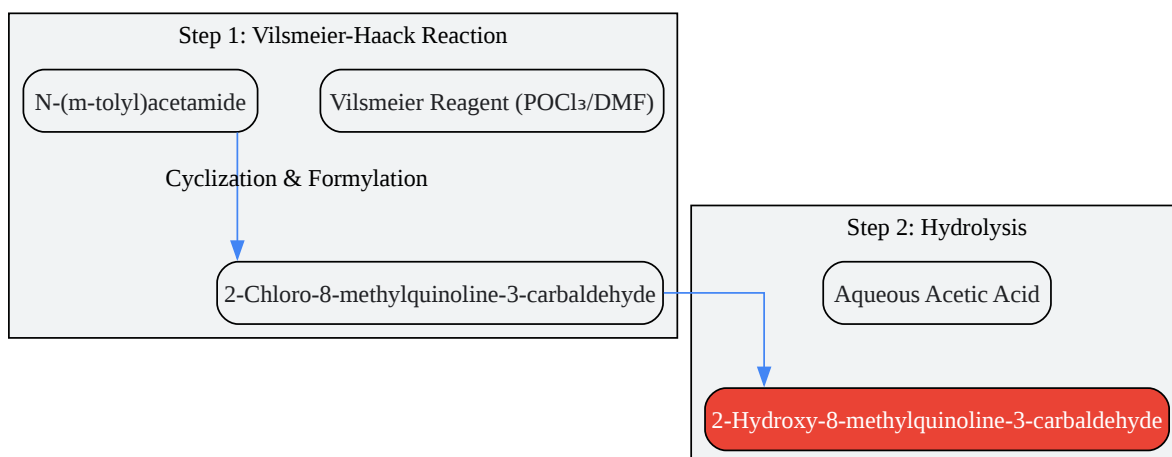 Step 1: Vilsmeier-Haack Reaction
N-(m-tolyl)acetamide
Vilsmeier Reagent (POCl₃/DMF)
Cyclization & Formylation
2-Chloro-8-methylquinoline-3-carbaldehyde
Step 2: Hydrolysis
Aqueous Acetic Acid
2-Hydroxy-8-methylquinoline-3-carbaldehyde